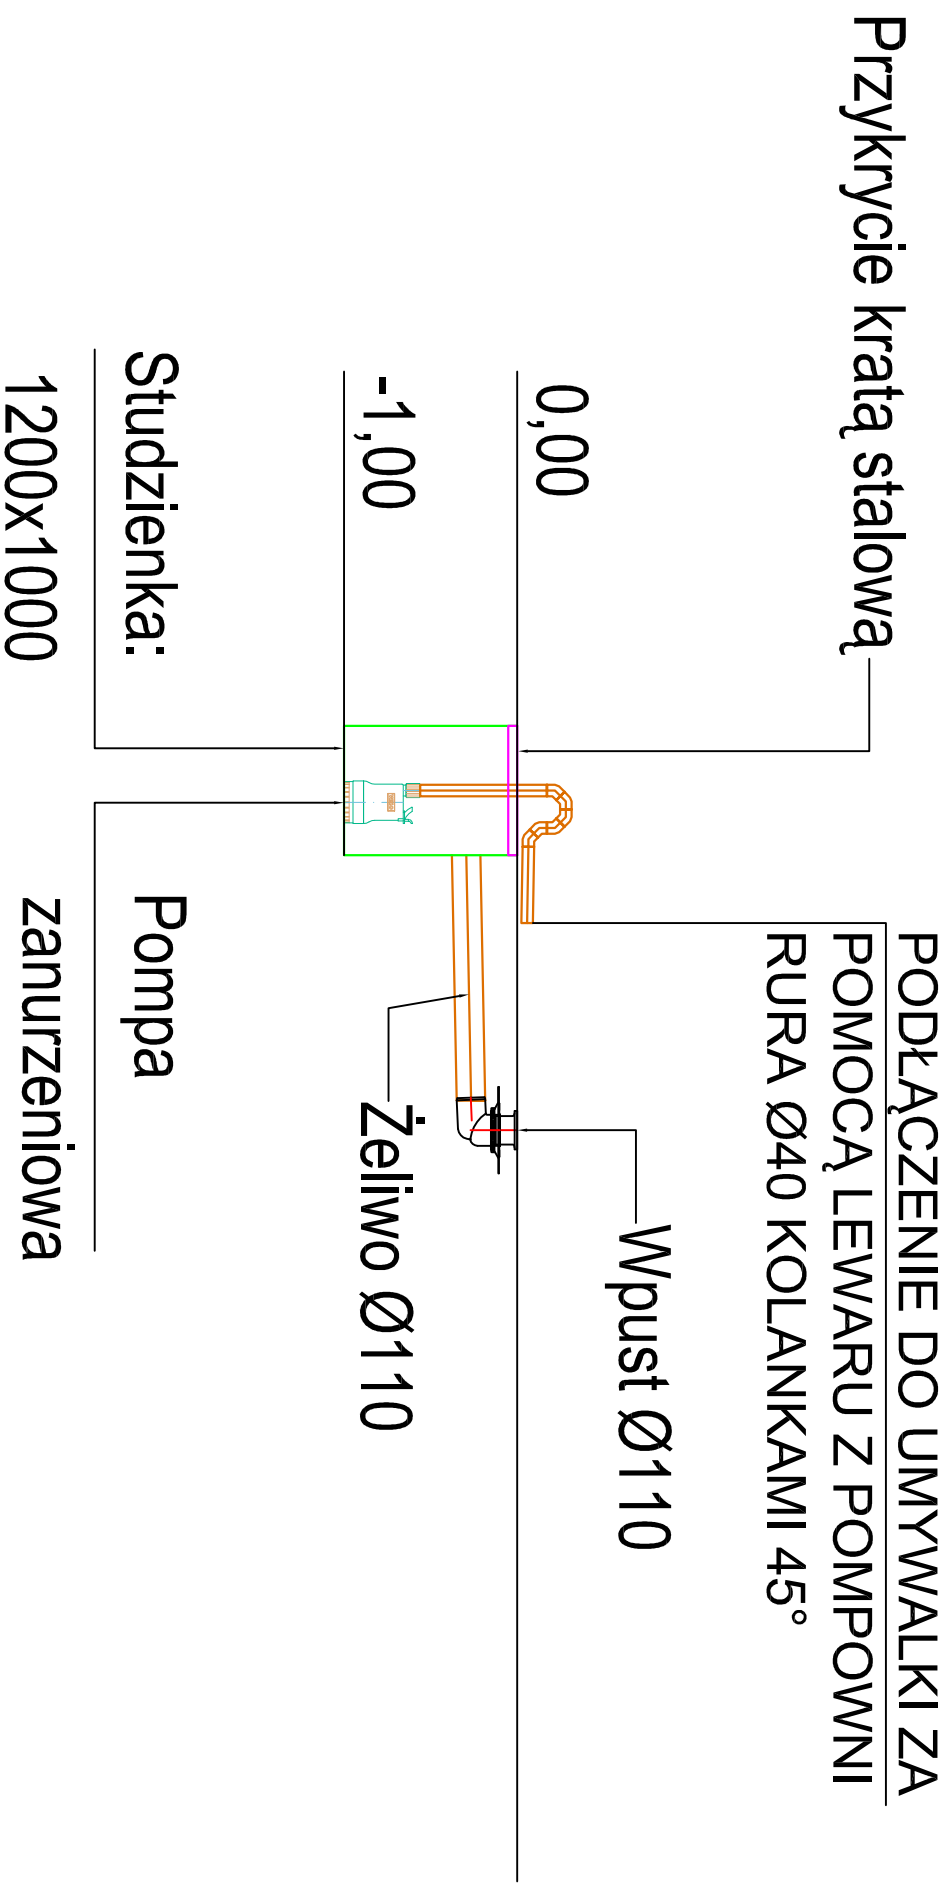 Przykrycie kratą stalową
PODŁĄCZENIE DO UMYWALKI ZA
POMOCĄ LEWARU Z POMPOWNI
RURA Ø40 KOLANKAMI 45°
Wpust Ø110
0,00
-1,00
Żeliwo Ø110
Studzienka:
1200x1000
Pompa
zanurzeniowa